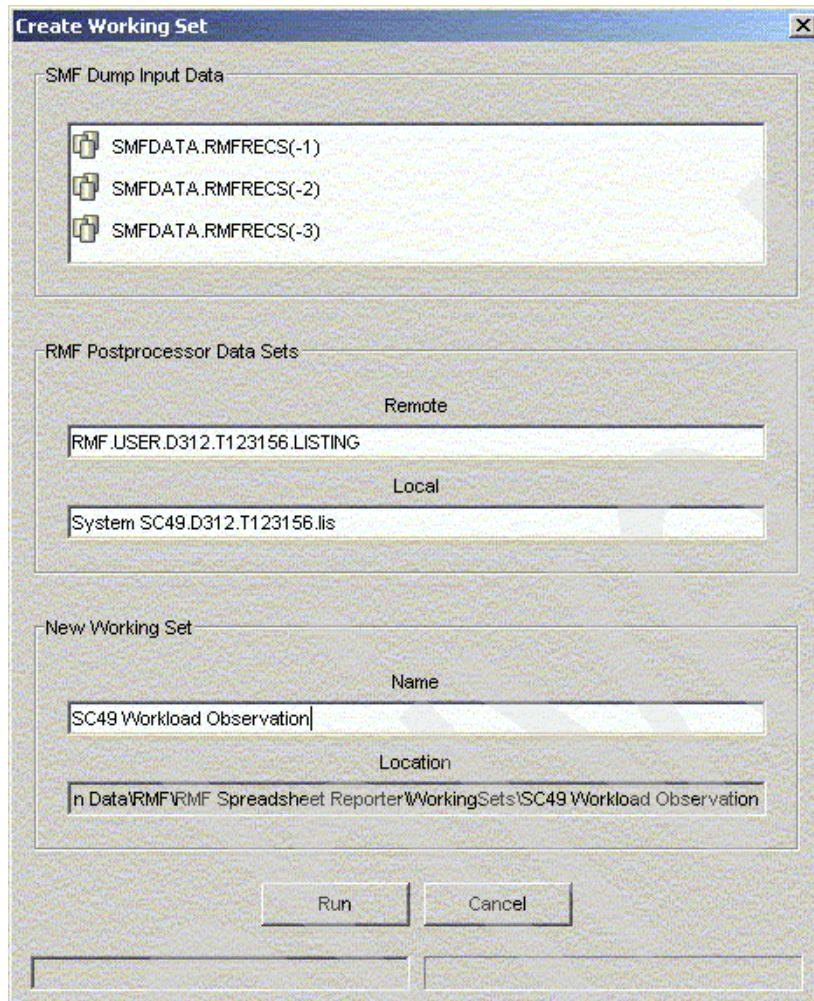 Create Working Set
SMF Dump Input Data
SMFDATA.RMFRECS(-1)
SMFDATA.RMFRECS(-2)
SMFDATA.RMFRECS(-3)
RMF Postprocessor Data Sets
Remote
RMF.USER.D312.T123156.LISTING
Local
System SC49.D312.T123156.lis
New Working Set
Name
SC49 Workload Observation
Location
n Data\RMF\RMF Spreadsheet Reporter\WorkingSets\SC49 Workload Observation
Run Cancel